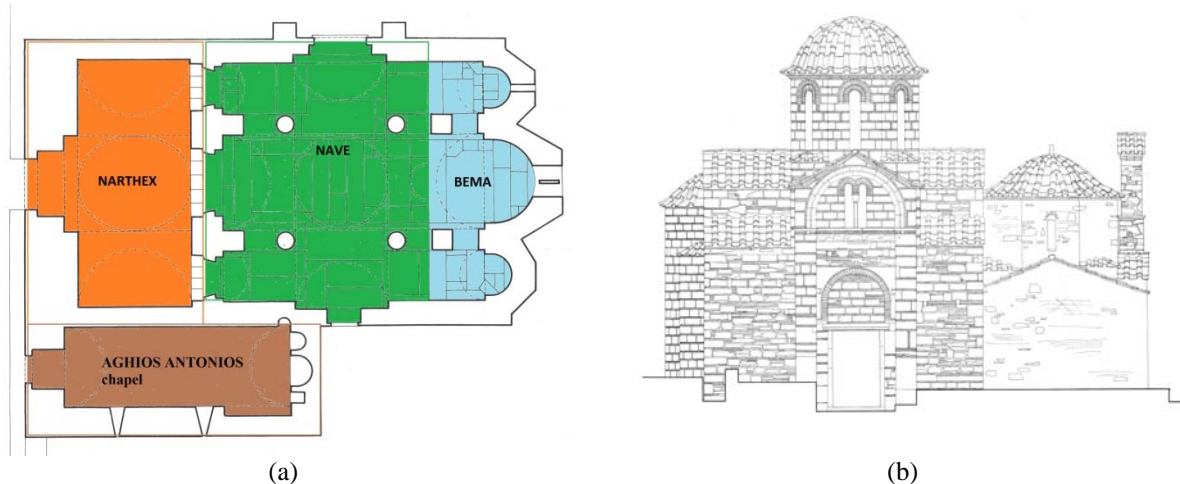 NARTHEX
NAVE
BEMA
AGHIOS ANTONIOS
chapel
(a)
(b)